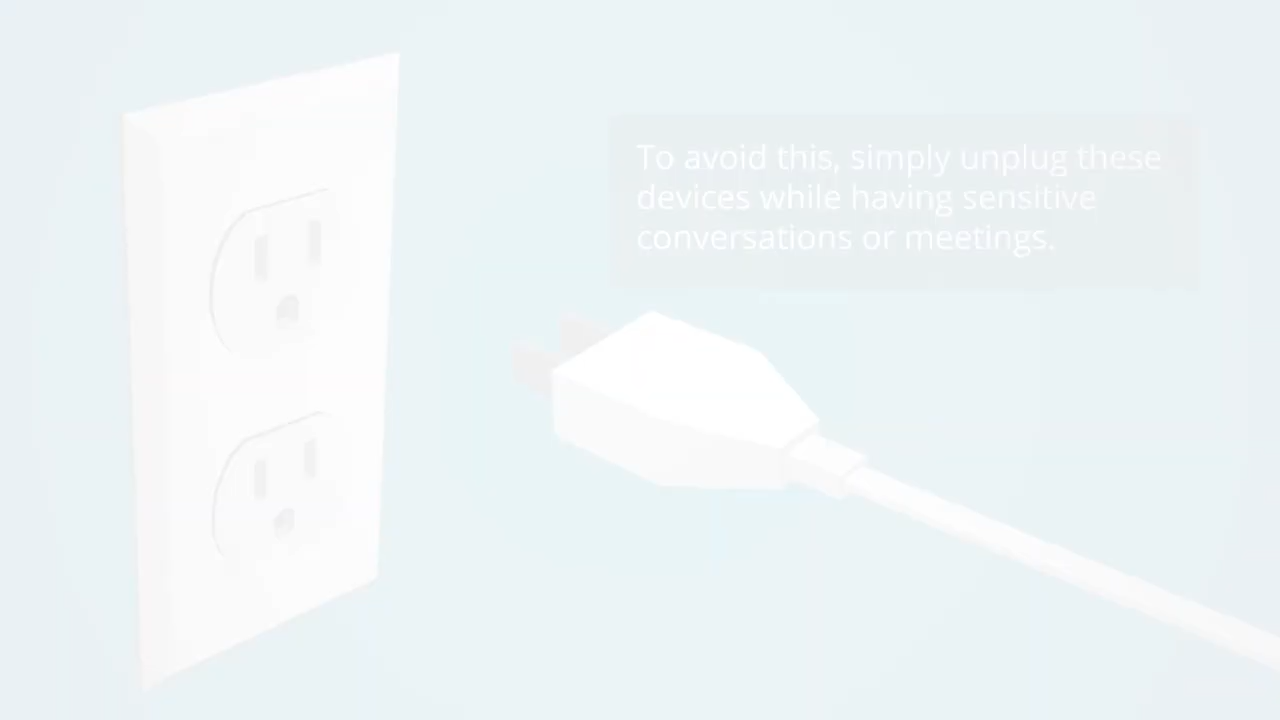 To avoid this, simply unplug these
devices while having sensitive
conversations or meetings.